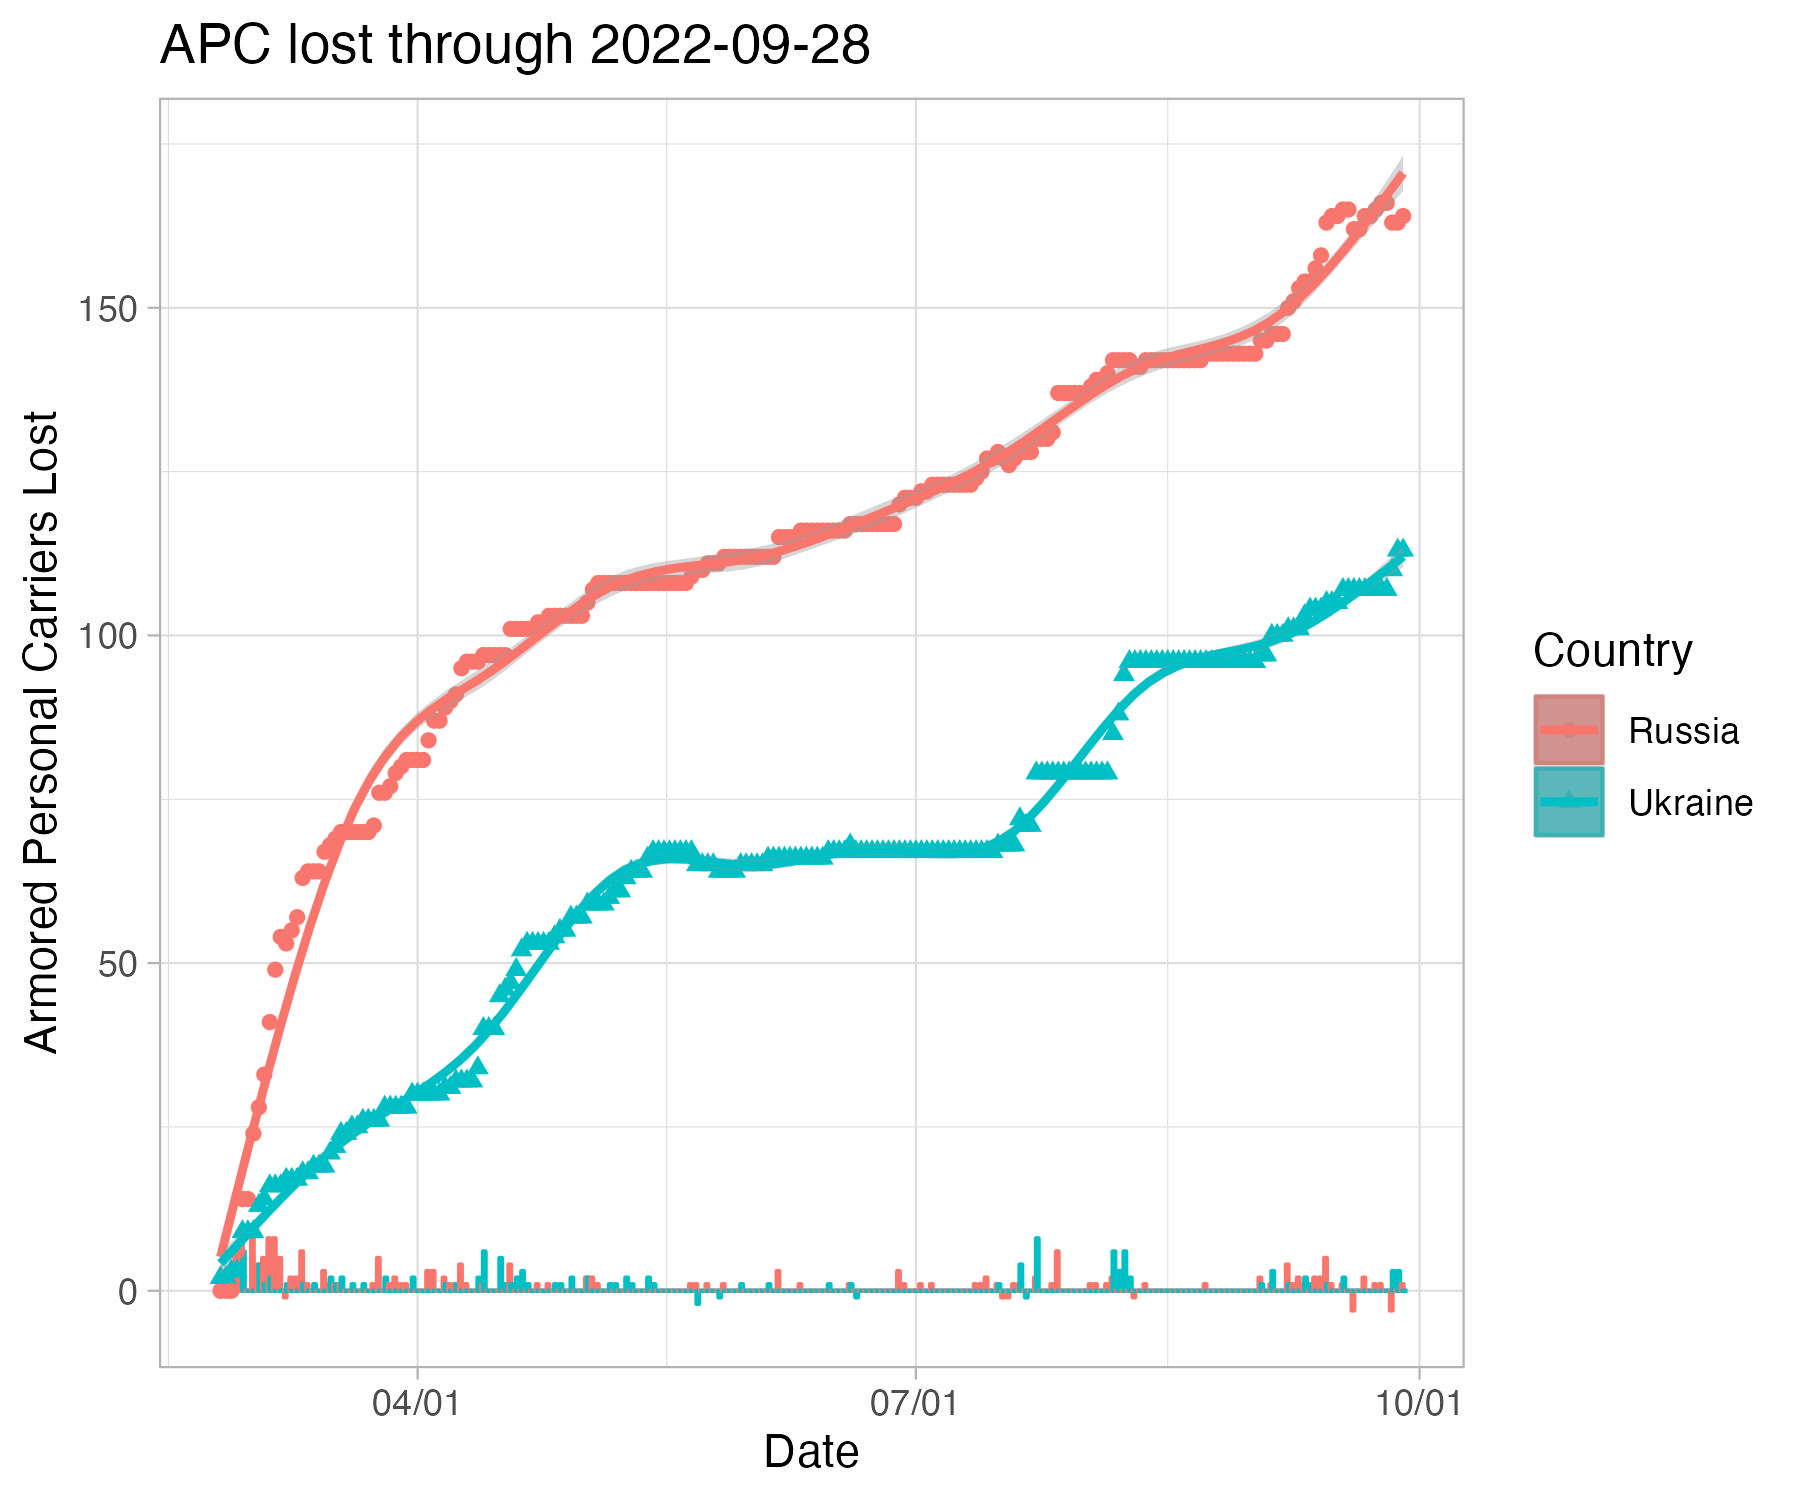 APC lost through 2022-09-28
Armored Personal Carriers Lost
150
100
50
0
04/01
07/01
10/01
Date
Country
Russia
Ukraine